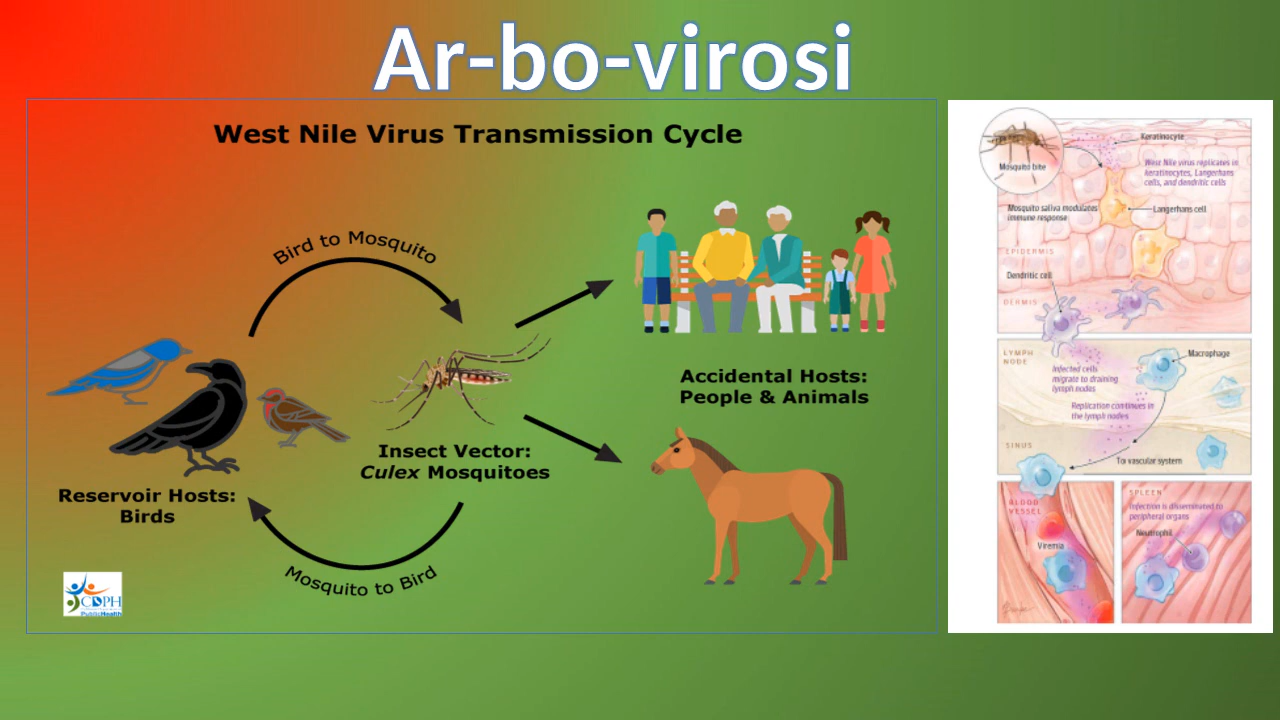 Ar-bo-virosi
West Nile Virus Transmission Cycle
Bird to Mosquito
Accidental Hosts:
People & Animals
Insect Vector:
Culex Mosquitoes
Reservoir Hosts:
Birds
Mosquito to Bird
CDPH
PublicHealth
Mosquito bite
Keratinocyte
West Nile virus replicates in
keratinocytes, Langerhans
cells, and dendritic cells
Mosquito saliva modulates
immune response
Langerhans cell
EPIDERMIS
Dendritic cell
DERMIS
LYMPH
NODE
Macrophage
Infected cells
migrate to draining
lymph nodes
Replication continues in
the lymph nodes
SINUS
To vascular system
BLOOD
VESSEL
Viremia
SPLEEN
Infection is disseminated to
peripheral organs
Neutrophil